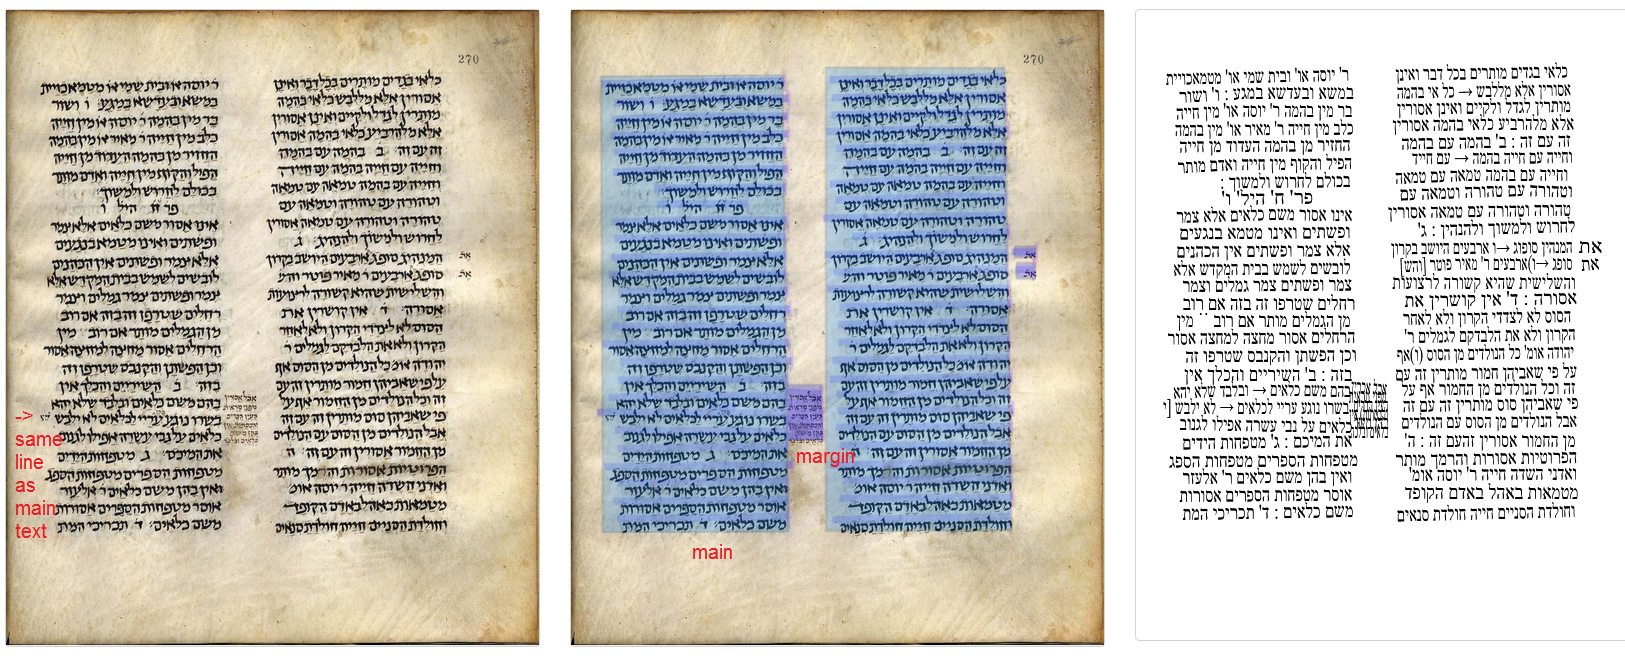 270
כלאי בגדים מותרים בכל דבר ואינן
אסורין אלא מללבש → כל אי בהמה
מותרין לגדל ולקיים ואינן אסורין
אלא מלהרביע כלאי בהמה אסורין
זה עם זה : ב' בהמה עם בהמה
וחייה עם חייה בהמה → עם חייד
וחייה עם בהמה טמאה עם טמאה
וטהורה עם טהורה וטמאה עם
טהורה וטהורה עם טמאה אסורין
לחרוש ולמשוך ולהנהין : ג'
המנהין סופוג →ו ארבעים היושב בקרון את
סופג →ו)ארבעים ר' מאיר פוטר [והש] את
והשלישית שהיא קשורה לרצועות
אסורה : ד' אין קושרין את
הסוס לא לצדדי הקרון ולא לאחר
הקרון ולא את הלבדקם לגמלים ר'
יהודה אומ' כל הנולדים מן הסוס (ו)אף
על פי שאביהן חמור מותרין זה עם
זה וכל הנולדים מן החמור אף על
פי שאביהן סוס מותרין זה עם זה
אבל הנולדים מן הסוס עם הנולדים
מן החמור אסורין זהעם זה : ה'
הפרוטיות אסורות והרמך מותר
ואדני השדה חייה ר' יוסה אומ'
מטמאות באהל באדם הקופד
וחולדת הסניים חייה חולדת סנאים
ר' יוסה או' ובית שמי או' מטמאכויית
במשא ובעדשא במגע : ו' ושור
בר מין בהמה ר' יוסה או' מין חייה
כלב מין חייה ר' מאיר או' מין בהמה
החזיר מן בהמה העדוד מן חייה
הפיל והקוף מין חייה ואדם מותר
בכולם לחרוש ולמשוך :
פר' ח' היל' ו'
אינו אסור משם כלאים אלא צמר
ופשתים ואינו מטמא בנגעים
אלא צמר ופשתים אין הכהנים
לובשים לשמש בבית המקדש אלא
צמר ופשתים צמר גמלים וצמר
רחלים שטרפו זה בזה אם רוב
מן הגמלים מותר אם רוב מין
הרחלים אסור מחצה למחצה אסור
וכן הפשתן והקנבס שטרפו זה
בזה : ב' השיריים והכלך אין
בהם משם כלאים → ובלבד שלא יהא
בשרו נוגע עריי לכלאים → לא ילבש [י
כלאים על גבי עשרה אפילו לגנוב
את המיכם : ג' מטפחות הידים
מטפחות הספרים מטפחות הספג
ואין בהן משם כלאים ר' אלעזר
אוסר מטפחות הספרים אסורות
משם כלאים : ד' תכריכי המת
->
same
line
as
main
text
margin
main